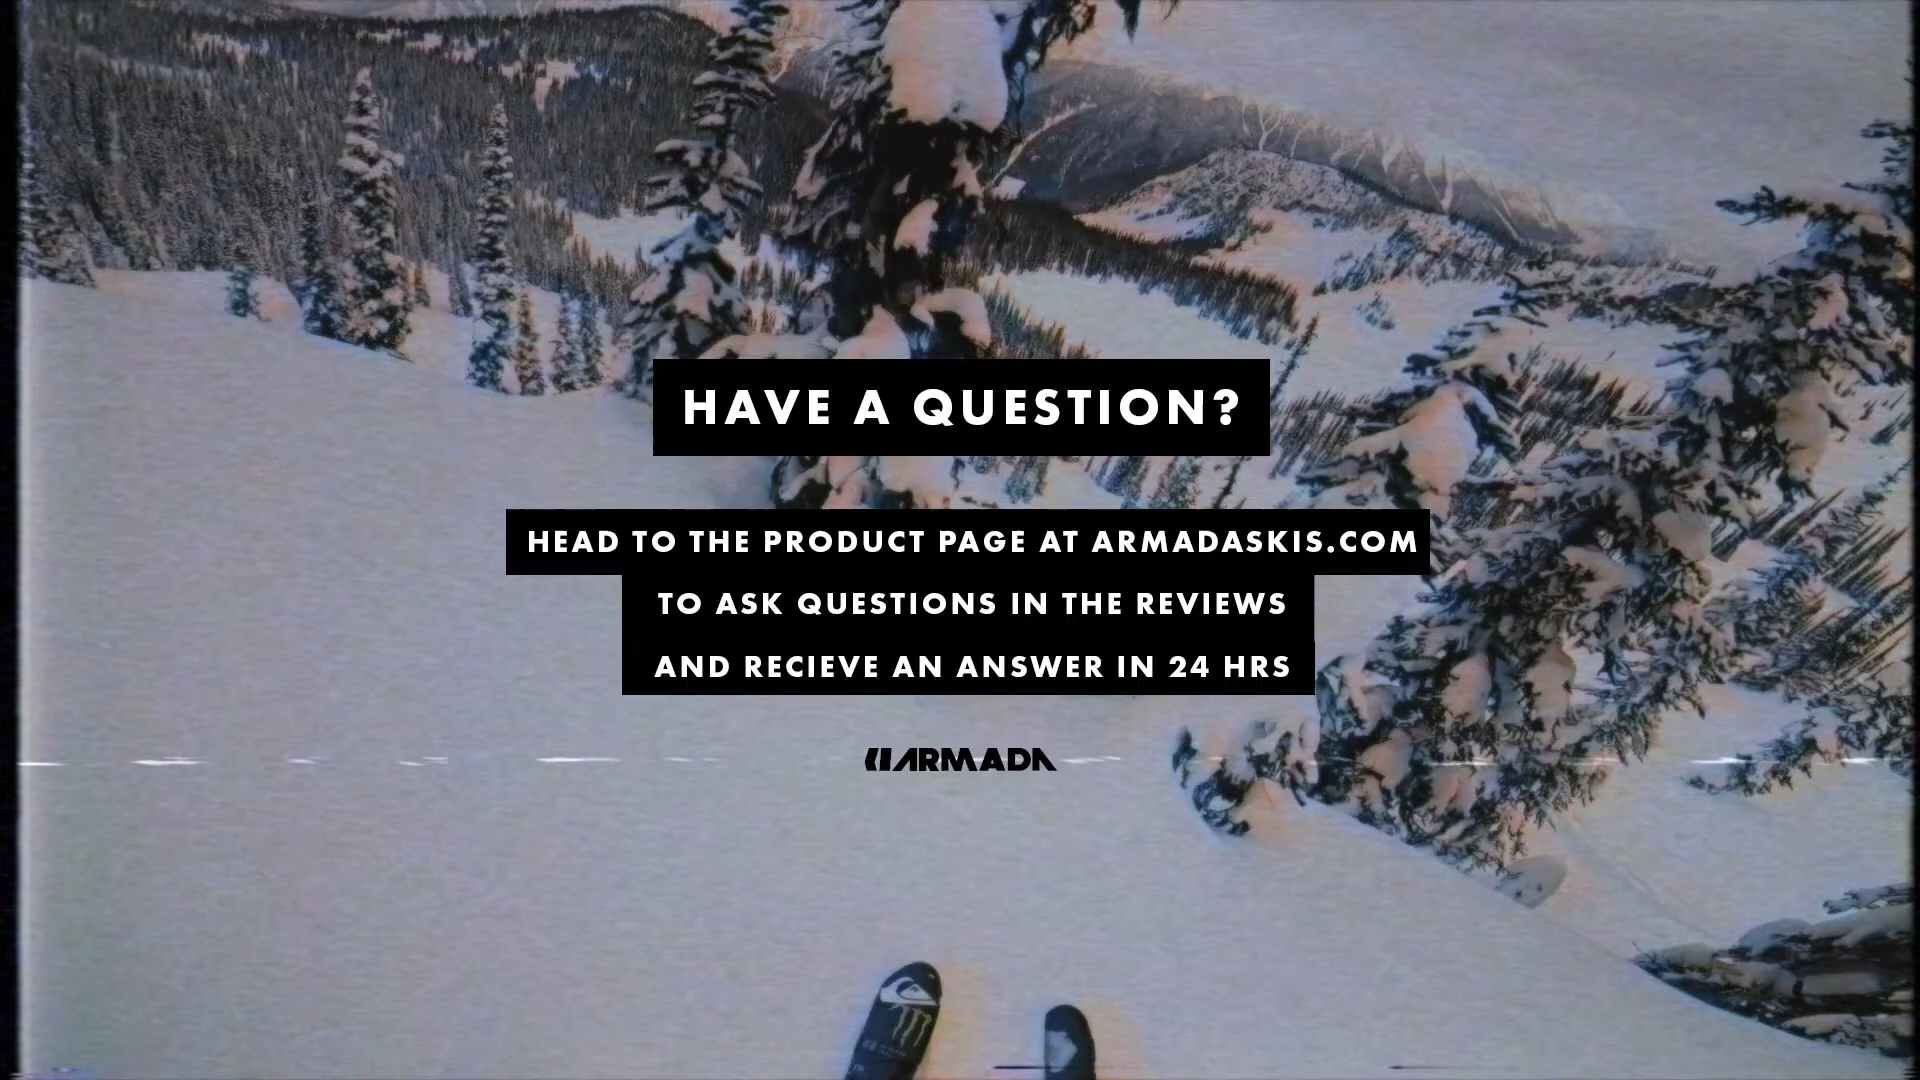 HAVE A QUESTION?
HEAD TO THE PRODUCT PAGE AT ARMADASKIS.COM
TO ASK QUESTIONS IN THE REVIEWS
AND RECIEVE AN ANSWER IN 24 HRS
ARMADA